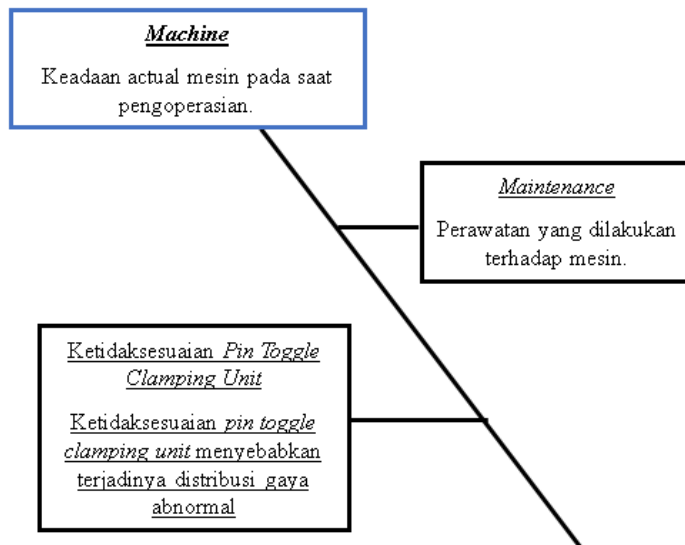 Machine
Keadaan actual mesin pada saat
pengoperasian.
Maintenance
Perawatan yang dilakukan
terhadap mesin.
Ketidaksesuaian Pin Toggle
Clamping Unit
Ketidaksesuaian pin toggle
clamping unit menyebabkan
terjadinya distribusi gaya
abnormal